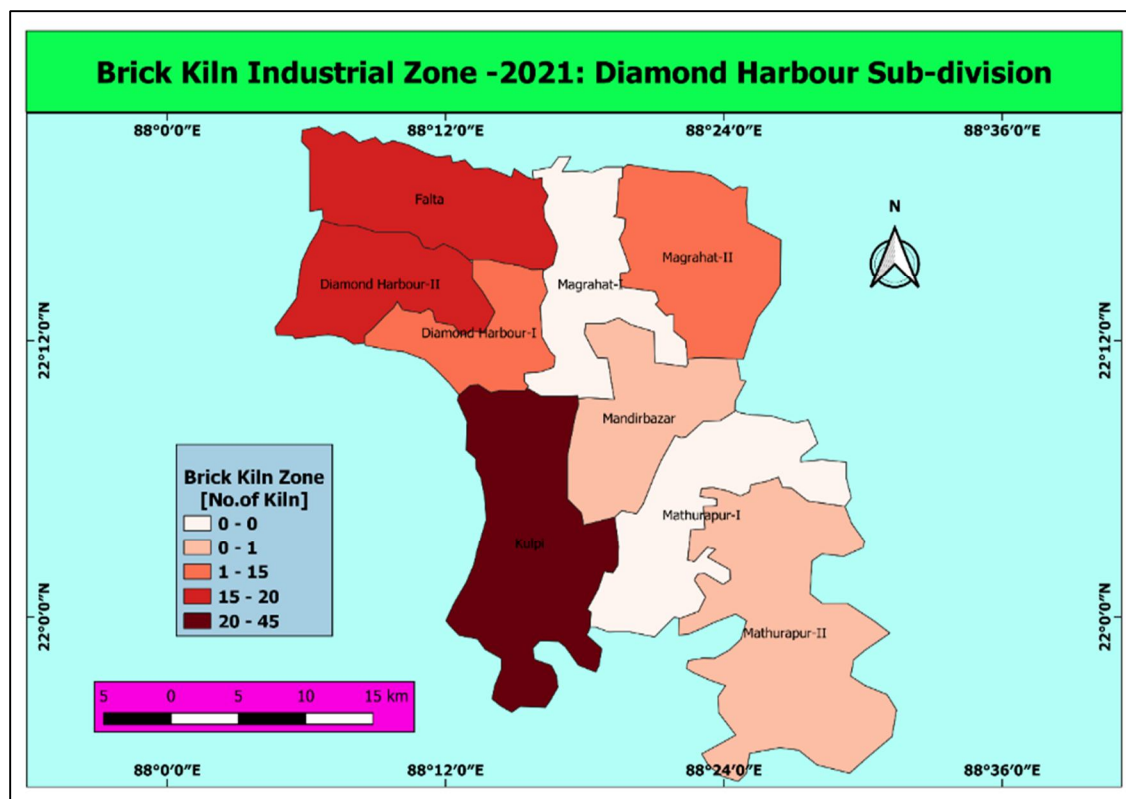 Brick Kiln Industrial Zone -2021: Diamond Harbour Sub-division
88°0′0″E 88°12′0″E 88°24′0″E 88°36′0″E
Falta
N
Magrahat-II
Diamond Harbour-II
Magrahat-I
Diamond Harbour-I
22°12′0″N 22°12′0″N
Mandirbazar
Brick Kiln Zone
[No.of Kiln]
0 - 0
0 - 1
1 - 15
15 - 20
20 - 45
Mathurapur-I
Kulpi
22°0′0″N 22°0′0″N
Mathurapur-II
5 0 5 10 15 km
88°0′0″E 88°12′0″E 88°24′0″E 88°36′0″E